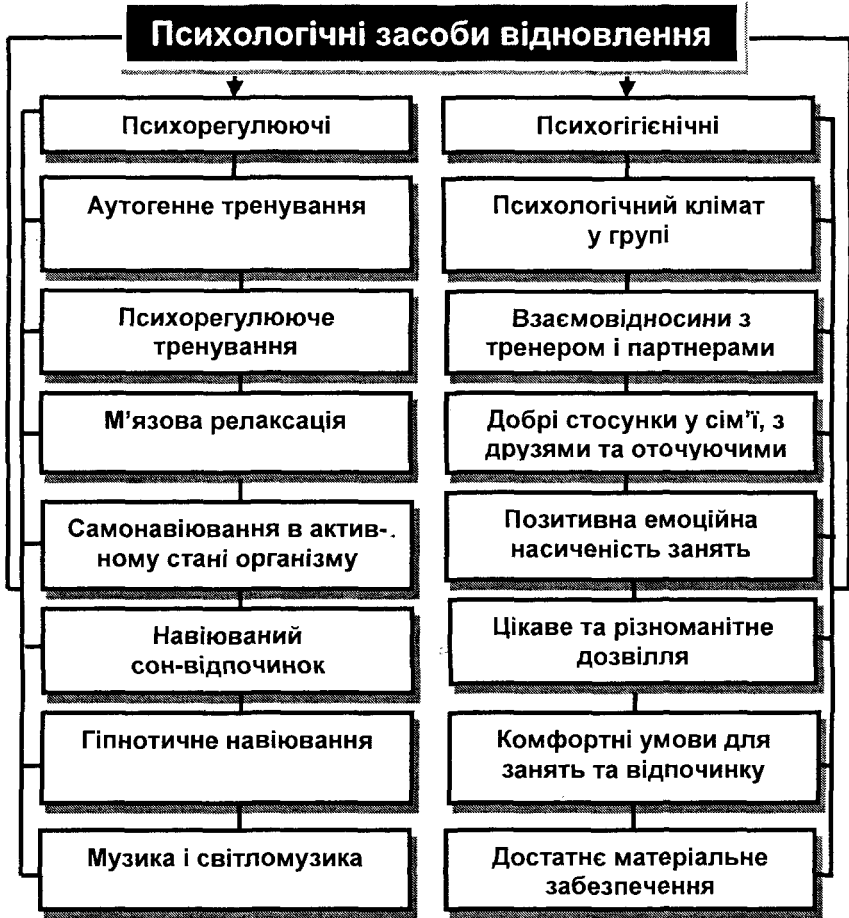 Психологічні засоби відновлення
Психорегулюючі
Аутогенне тренування
Психорегулююче
тренування
М’язова релаксація
Самонавіювання в актив-
ному стані організму
Навіюваний
сон-відпочинок
Гіпнотичне навіювання
Музика і світломузика
Психогігієнічні
Психологічний клімат
у групі
Взаємовідносини з
тренером і партнерами
Добрі стосунки у сім’ї, з
друзями та оточуючими
Позитивна емоційна
насиченість занять
Цікаве та різноманітне
дозвілля
Комфортні умови для
занять та відпочинку
Достатнє матеріальне
забезпечення